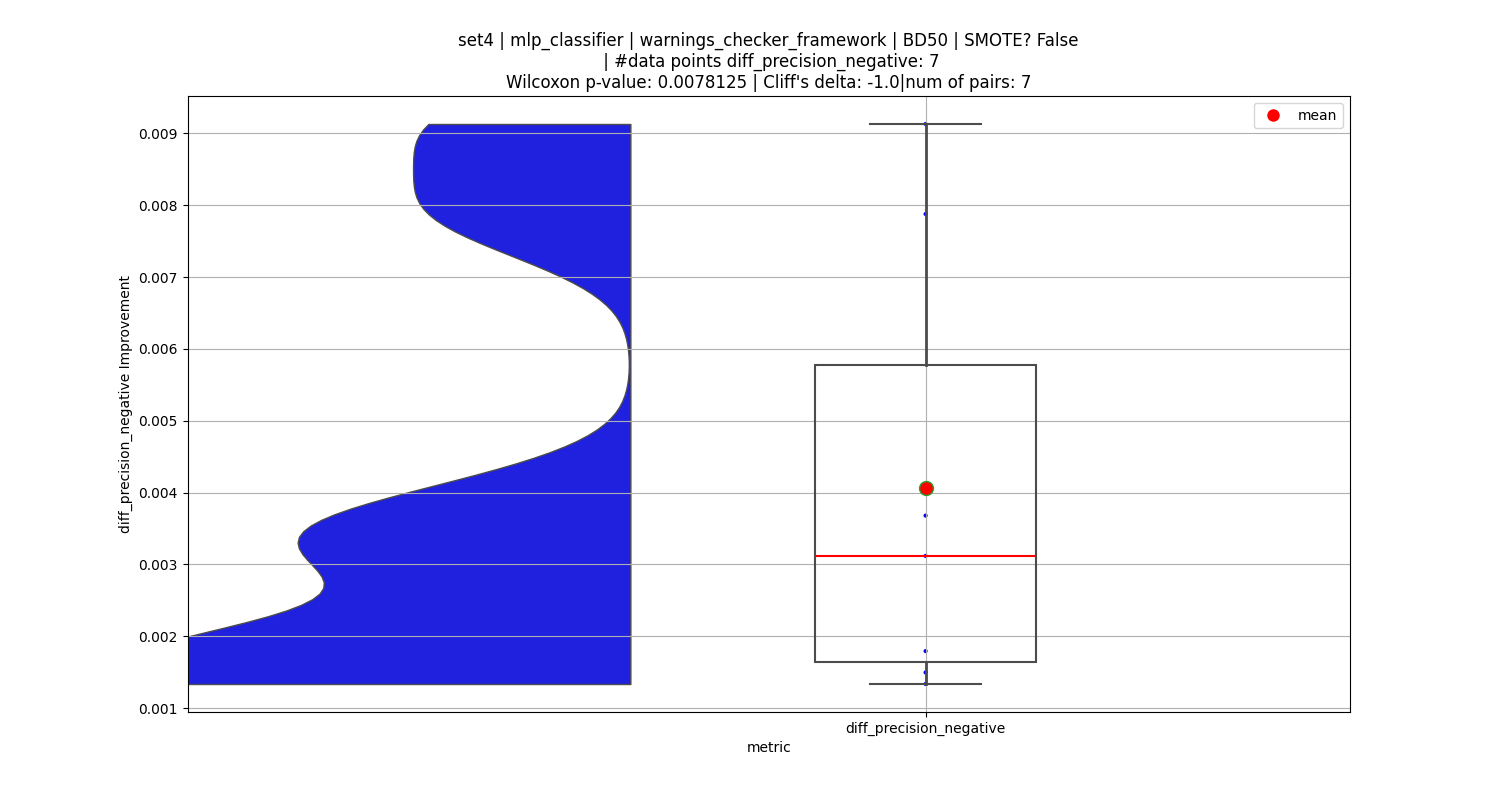 set4 | mlp_classifier | warnings_checker_framework | BD50 | SMOTE? False
| #data points diff_precision_negative: 7
Wilcoxon p-value: 0.0078125 | Cliff's delta: -1.0|num of pairs: 7
mean
0.009
0.008
0.007
0.006
0.005
0.004
0.003
0.002
0.001
diff_precision_negative Improvement
diff_precision_negative
metric